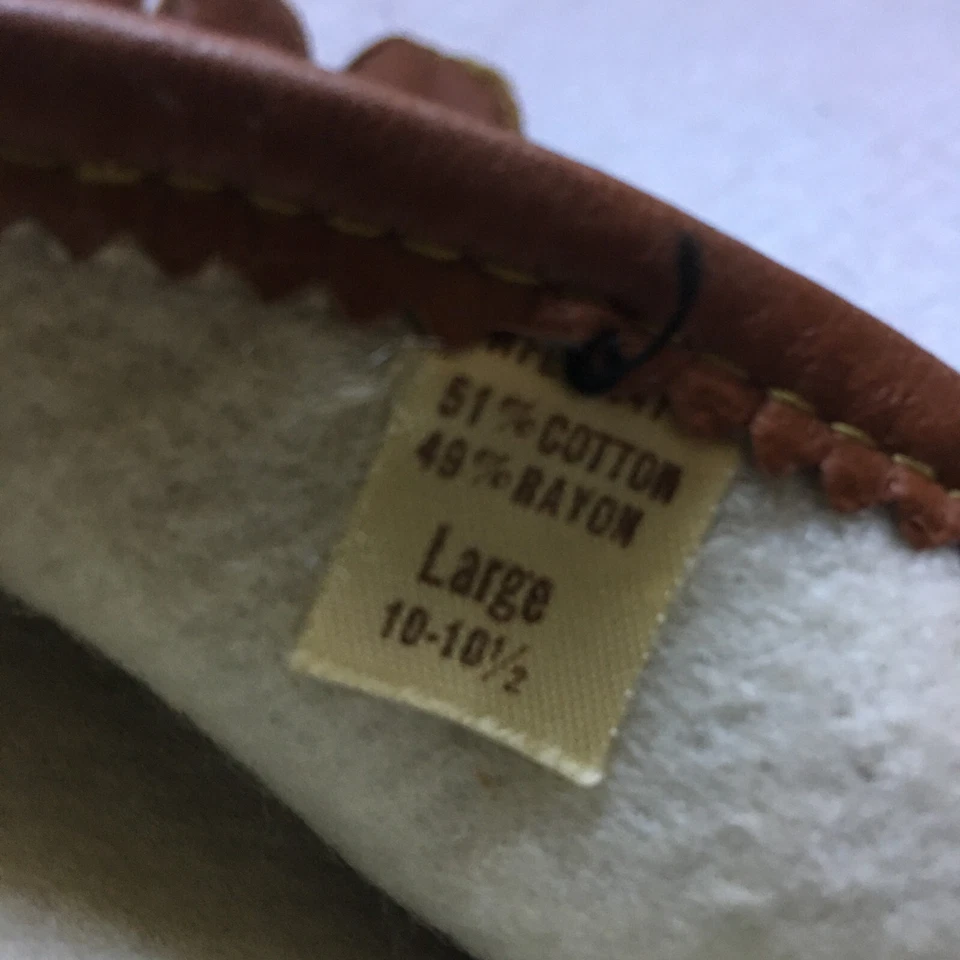 51% COTTON
49% RAYON
Large
10-10½